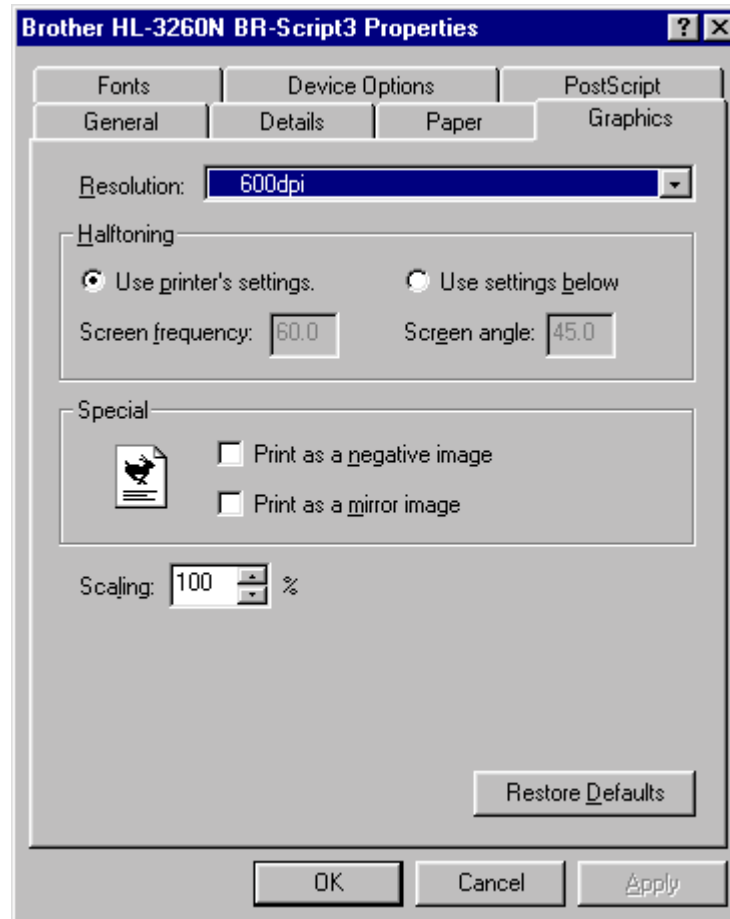 Brother HL-3260N BR-Script3 Properties
Fonts Device Options PostScript
General Details Paper Graphics
Resolution: 600dpi
Halftoning
Use printer's settings. Use settings below
Screen frequency: 60.0 Screen angle: 45.0
Special
Print as a negative image
Print as a mirror image
Scaling: 100 %
Restore Defaults
OK Cancel Apply